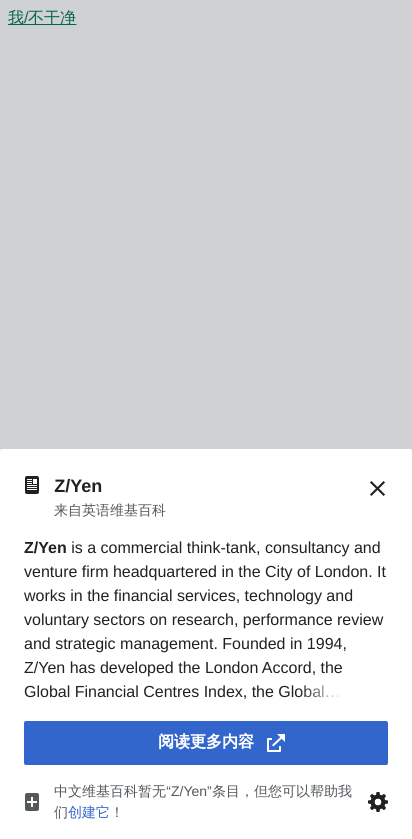 我/不干净
Z/Yen
来自英语维基百科
Z/Yen is a commercial think-tank, consultancy and
venture firm headquartered in the City of London. It
works in the financial services, technology and
voluntary sectors on research, performance review
and strategic management. Founded in 1994,
Z/Yen has developed the London Accord, the
Global Financial Centres Index, the Global…
阅读更多内容
中文维基百科暂无“Z/Yen”条目，但您可以帮助我
们创建它！